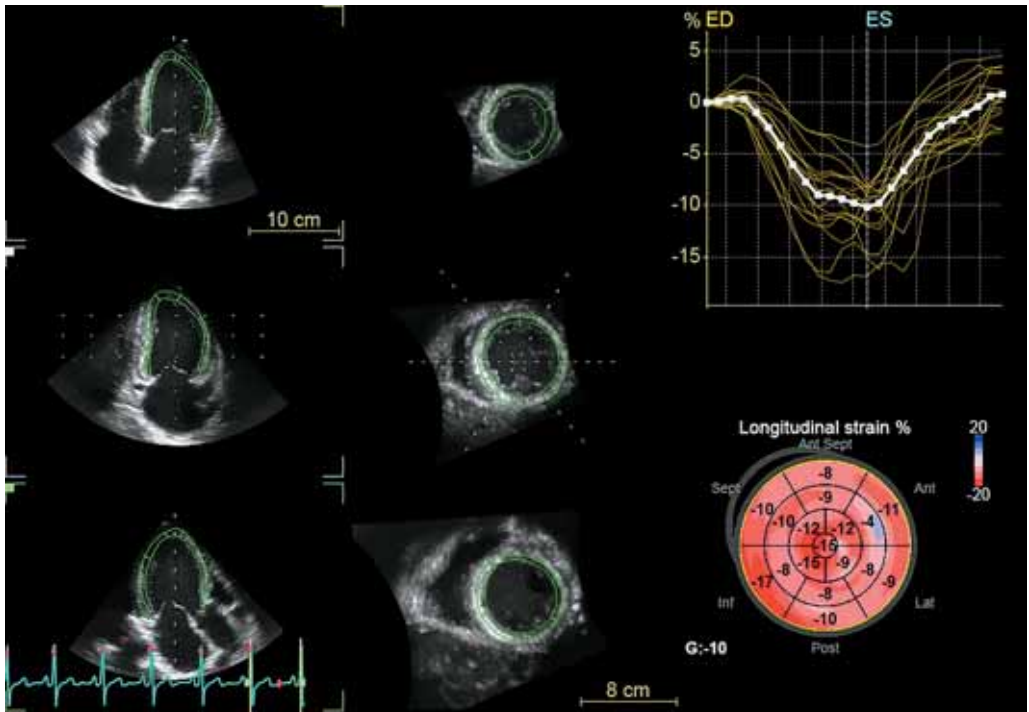 % ED ES
5
0
-5
-10
-15
10 cm
Longitudinal strain % 20
Ant Sept
-20
Sept Ant
-8
-9
-10 -11
-10 -12 -12 -4
-15
-15 -9
-17 -8 -8 -9
-8
Inf Lat
-10
G:-10 Post
8 cm